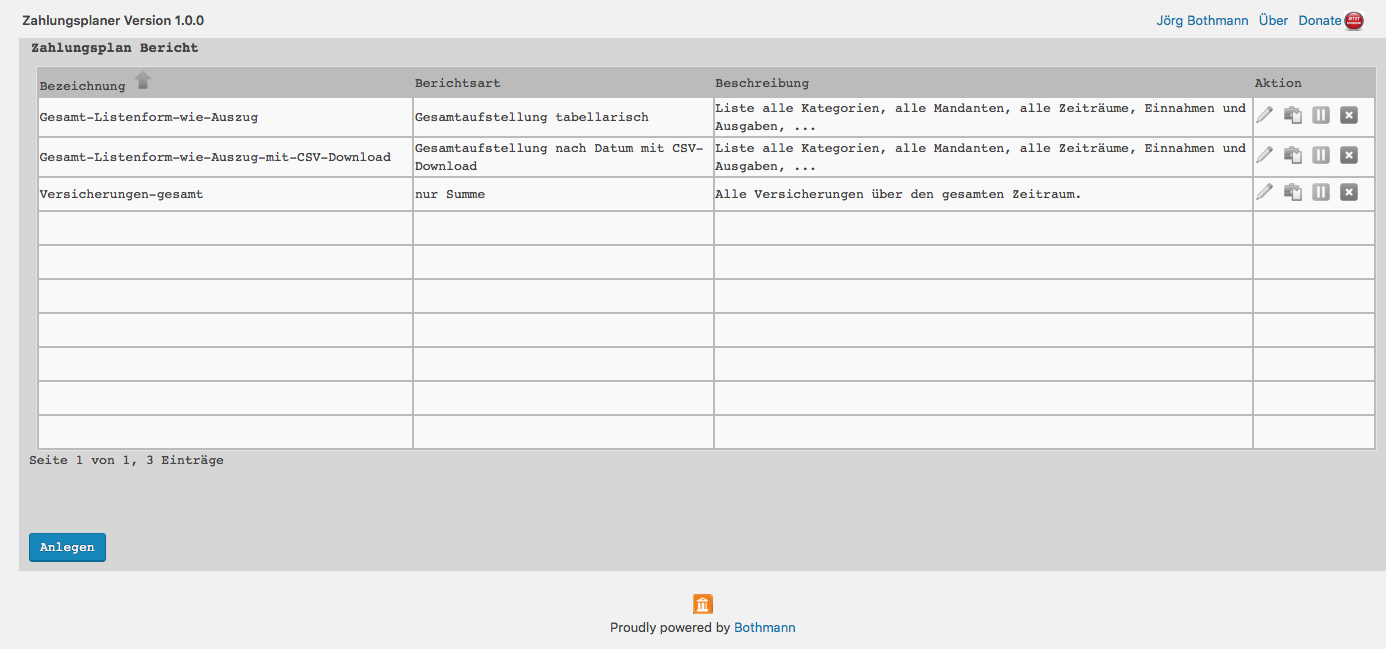 Zahlungsplaner Version 1.0.0
Jörg Bothmann Über Donate
Zahlungsplan Bericht
Bezeichnung Berichtsart Beschreibung Aktion
Gesamt-Listenform-wie-Auszug
Gesamtaufstellung tabellarisch
Liste alle Kategorien, alle Mandanten, alle Zeiträume, Einnahmen und
Ausgaben, ...
Gesamt-Listenform-wie-Auszug-mit-CSV-Download
Gesamtaufstellung nach Datum mit CSV-
Download
Liste alle Kategorien, alle Mandanten, alle Zeiträume, Einnahmen und
Ausgaben, ...
Versicherungen-gesamt
nur Summe
Alle Versicherungen über den gesamten Zeitraum.
Seite 1 von 1, 3 Einträge
Anlegen
Proudly powered by Bothmann